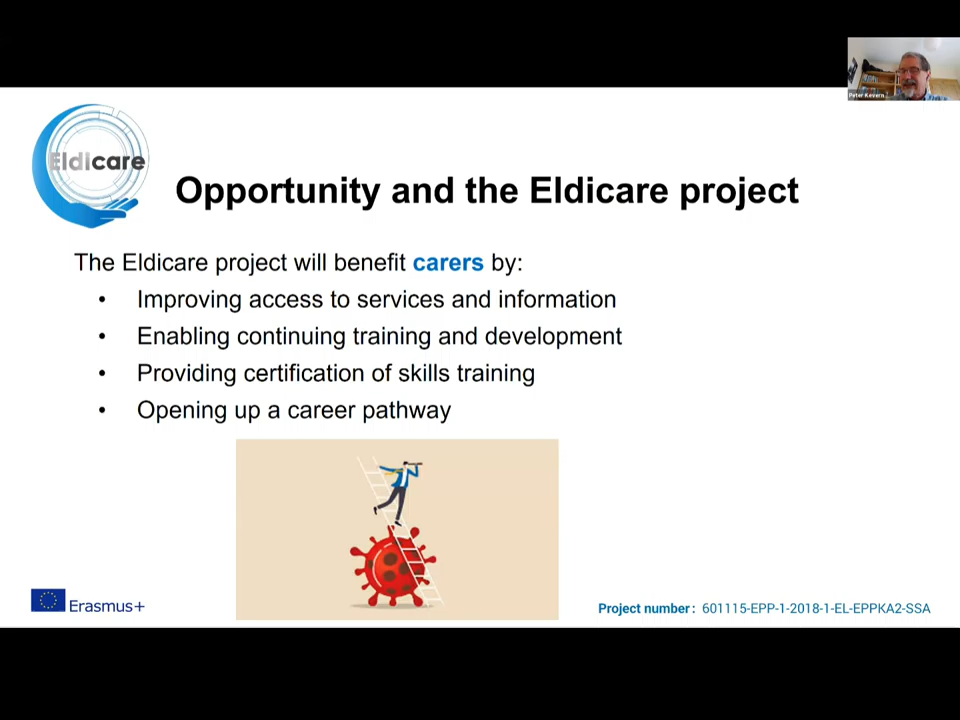 Peter Kevern
Eldicare
Opportunity and the Eldicare project
The Eldicare project will benefit carers by:
• Improving access to services and information
• Enabling continuing training and development
• Providing certification of skills training
• Opening up a career pathway
Erasmus+
Project number: 601115-EPP-1-2018-1-EL-EPPKA2-SSA